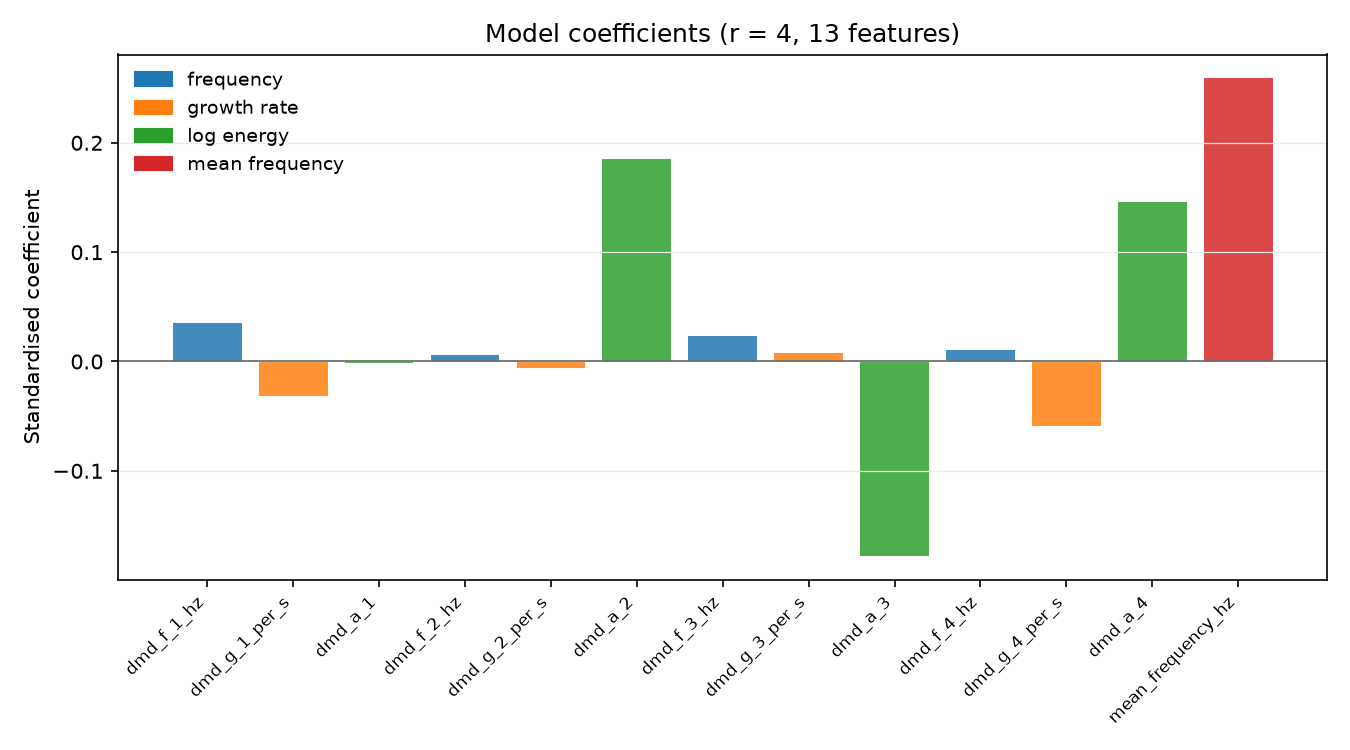 Model coefficients (r = 4, 13 features)
frequency
growth rate
log energy
mean frequency
Standardised coefficient
0.2
0.1
0.0
−0.1
dmd_f_1_hz
dmd_g_1_per_s
dmd_a_1
dmd_f_2_hz
dmd_g_2_per_s
dmd_a_2
dmd_f_3_hz
dmd_g_3_per_s
dmd_a_3
dmd_f_4_hz
dmd_g_4_per_s
dmd_a_4
mean_frequency_hz